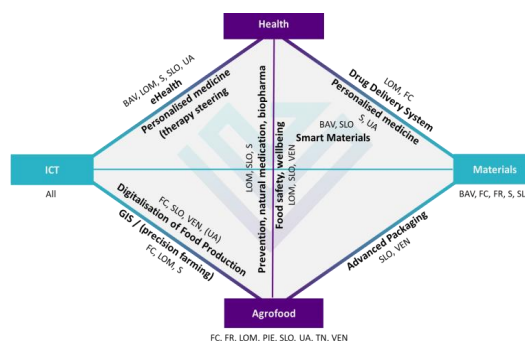 Health
BAV, LOM, S, SLO, UA
eHealth
Personalised medicine
(therapy steering
LOM, FC
Drug Delivery System
Personalised medicine
S, UA
BAV, SLO
Smart Materials
LOM, SLO, S
Prevention, natural medication, biopharma
Food safety, wellbeing
LOM, SLO, VEN
ICT
All
Materials
BAV, FC, FR, S, SL
FC, SLO, VEN, (UA)
Digitalisation of Food Production
GIS / (precision farming)
FC, LOM, S
Advanced Packaging
SLO, VEN
Agrofood
FC, FR, LOM, PIE, SLO, UA, TN, VEN